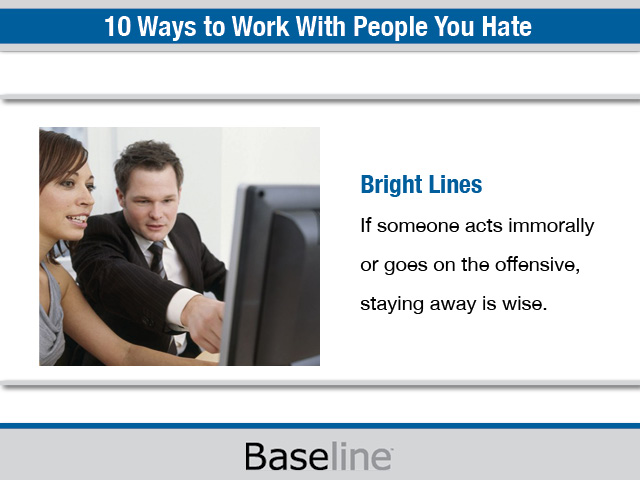 10 Ways to Work With People You Hate
Bright Lines
If someone acts immorally
or goes on the offensive,
staying away is wise.
Baseline